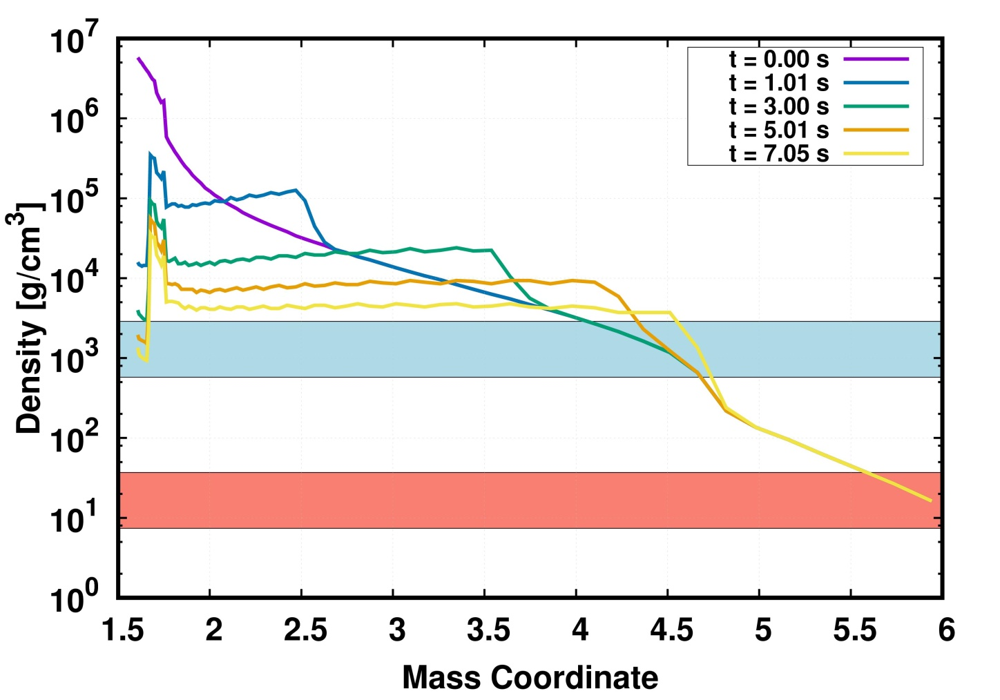 10^7
10^6
10^5
10^4
10^3
10^2
10^1
10^0
Density [g/cm^3]
t = 0.00 s
t = 1.01 s
t = 3.00 s
t = 5.01 s
t = 7.05 s
1.5 2 2.5 3 3.5 4 4.5 5 5.5 6
Mass Coordinate